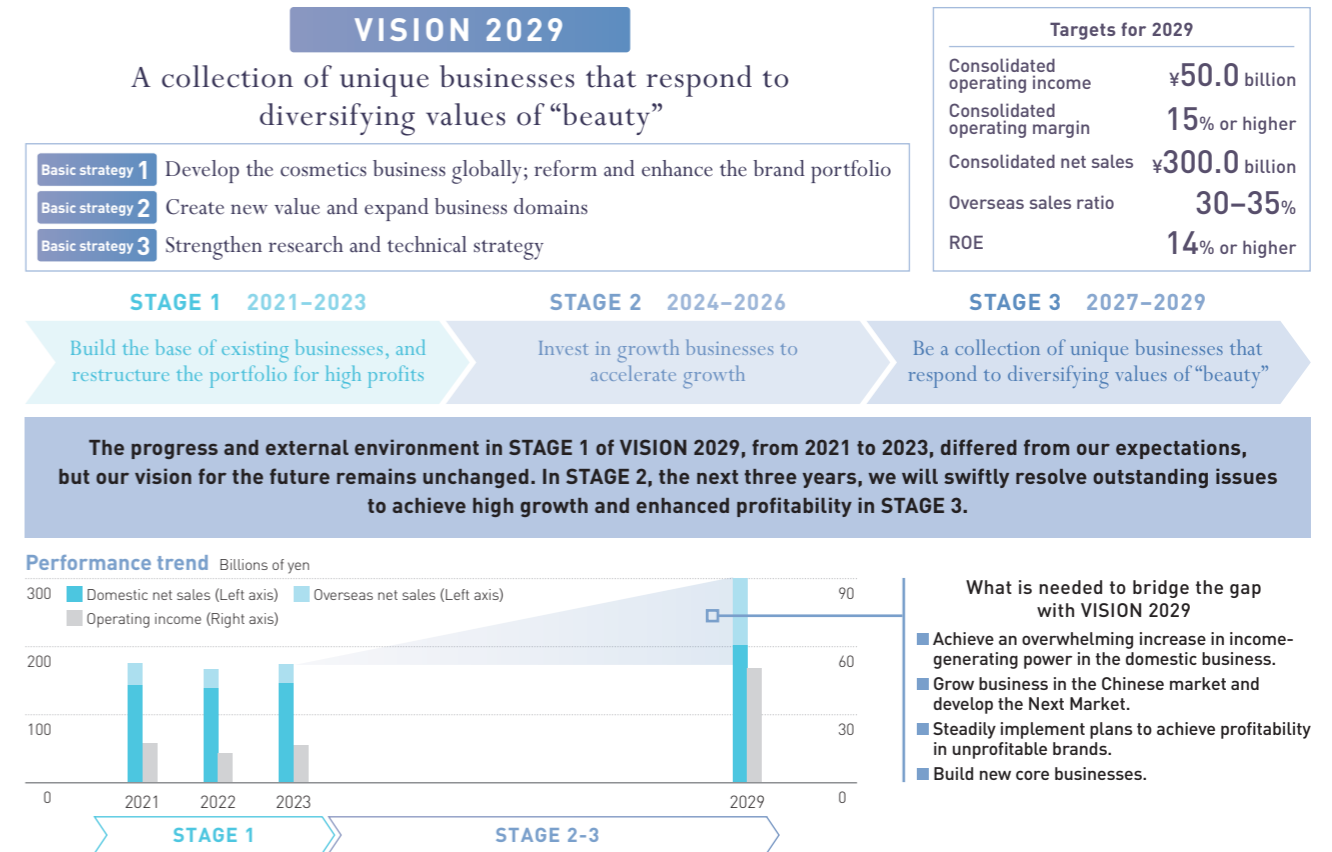 VISION 2029
A collection of unique businesses that respond to
diversifying values of “beauty”
Basic strategy 1 Develop the cosmetics business globally; reform and enhance the brand portfolio
Basic strategy 2 Create new value and expand business domains
Basic strategy 3 Strengthen research and technical strategy
Targets for 2029
Consolidated
operating income ¥50.0 billion
Consolidated
operating margin 15% or higher
Consolidated net sales ¥300.0 billion
Overseas sales ratio 30–35%
ROE 14% or higher
STAGE 1 2021–2023
Build the base of existing businesses, and
restructure the portfolio for high profits
STAGE 2 2024–2026
Invest in growth businesses to
accelerate growth
STAGE 3 2027–2029
Be a collection of unique businesses that
respond to diversifying values of “beauty”
The progress and external environment in STAGE 1 of VISION 2029, from 2021 to 2023, differed from our expectations,
but our vision for the future remains unchanged. In STAGE 2, the next three years, we will swiftly resolve outstanding issues
to achieve high growth and enhanced profitability in STAGE 3.
Performance trend Billions of yen
Domestic net sales (Left axis) Overseas net sales (Left axis)
Operating income (Right axis)
300
200
100
0
90
60
30
0
2021 2022 2023 2029
STAGE 1 STAGE 2-3
What is needed to bridge the gap
with VISION 2029
Achieve an overwhelming increase in income-
generating power in the domestic business.
Grow business in the Chinese market and
develop the Next Market.
Steadily implement plans to achieve profitability
in unprofitable brands.
Build new core businesses.